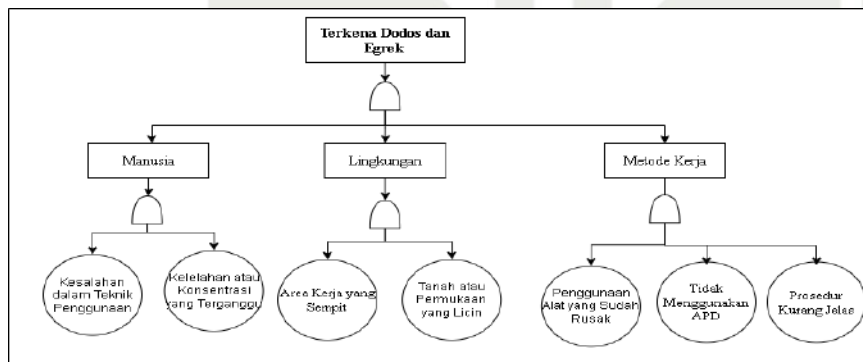 Terkena Dodos dan
Egrek
Manusia
Lingkungan
Metode Kerja
Kesalahan
dalam Teknik
Penggunaan
Kelelahan atau
Konsentrasi
yang Terganggu
Area Kerja yang
Sempit
Tanah atau
Permukaan
yang Licin
Penggunaan
Alat yang Sudah
Rusak
Tidak
Menggunakan
APD
Prosedur
Kurang Jelas